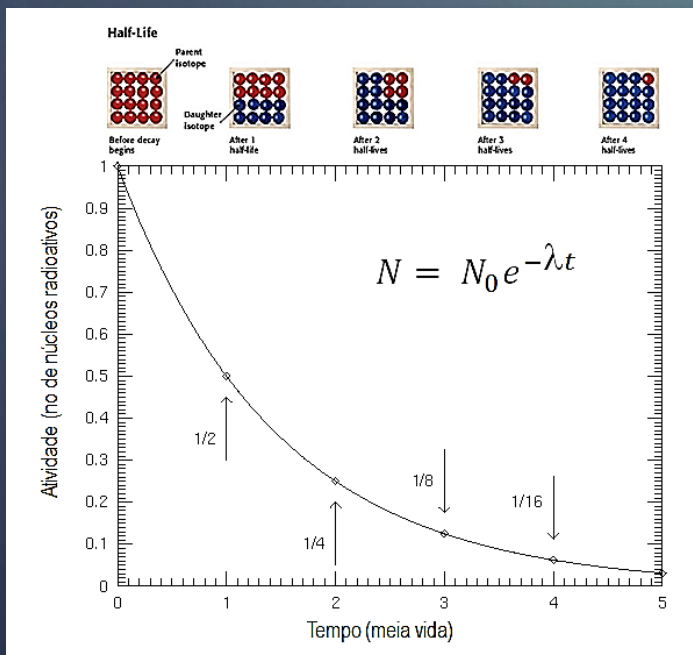 Half-Life
Parent
isotope
Daughter
isotope
Before decay
begins
After 1
half-life
After 2
half-lives
After 3
half-lives
After 4
half-lives
N = N₀e^{-λt}
Atividade (no de núcleos radioativos)
1
0.9
0.8
0.7
0.6
0.5
0.4
0.3
0.2
0.1
0
1/2
1/4
1/8
1/16
0 1 2 3 4 5
Tempo (meia vida)